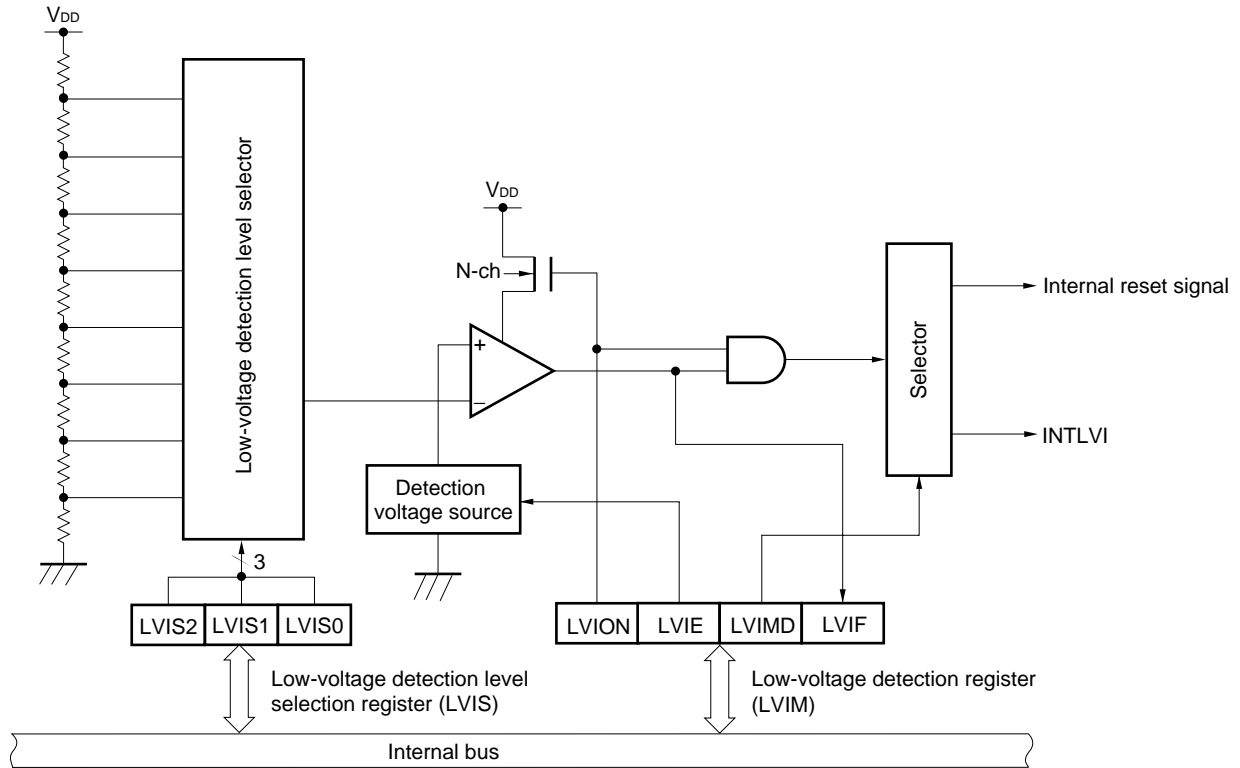 VDD
Low-voltage detection level selector
VDD
N-ch
+
−
Detection
voltage source
Selector
Internal reset signal
INTLVI
3
LVIS2 LVIS1 LVIS0
LVION LVIE LVIMD LVIF
Low-voltage detection level
selection register (LVIS)
Low-voltage detection register
(LVIM)
Internal bus